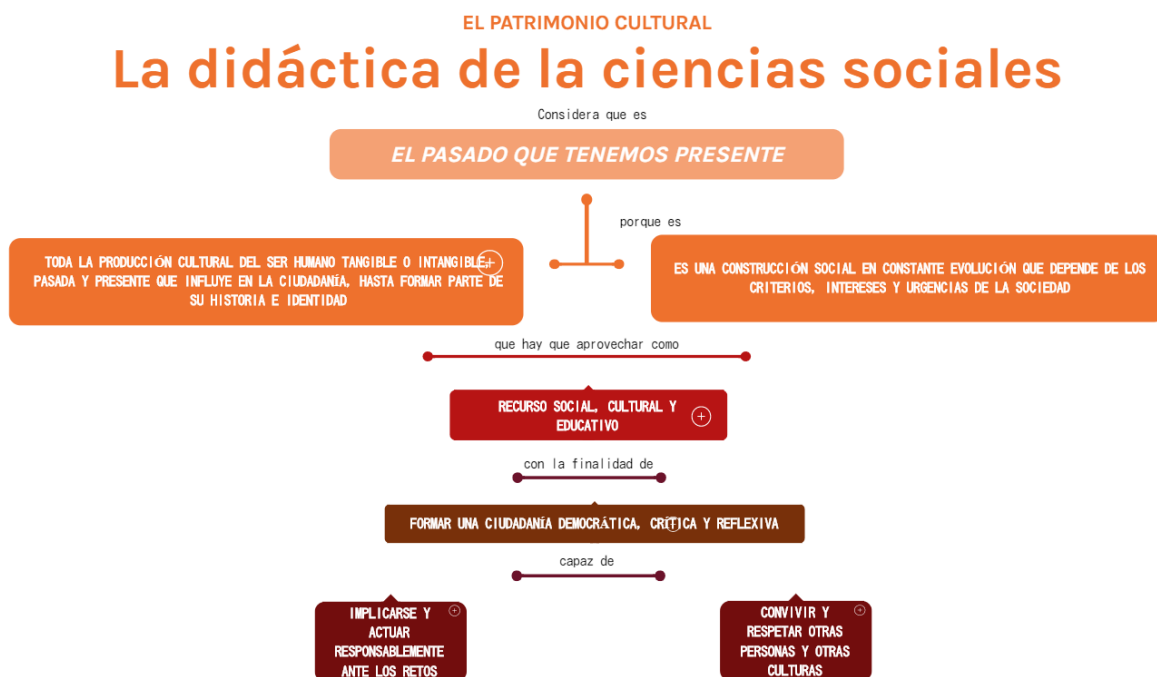 EL PATRIMONIO CULTURAL
La didáctica de la ciencias sociales
Considera que es
EL PASADO QUE TENEMOS PRESENTE
porque es
TODA LA PRODUCCIÓN CULTURAL DEL SER HUMANO TANGIBLE O INTANGIBLE,
PASADA Y PRESENTE QUE INFLUYE EN LA CIUDADANÍA, HASTA FORMAR PARTE DE
SU HISTORIA E IDENTIDAD
ES UNA CONSTRUCCIÓN SOCIAL EN CONSTANTE EVOLUCIÓN QUE DEPENDE DE LOS
CRITERIOS, INTERESES Y URGENCIAS DE LA SOCIEDAD
que hay que aprovechar como
RECURSO SOCIAL, CULTURAL Y
EDUCATIVO
con la finalidad de
FORMAR UNA CIUDADANÍA DEMOCRÁTICA, CRÍTICA Y REFLEXIVA
capaz de
IMPLICARSE Y
ACTUAR
RESPONSABLEMENTE
ANTE LOS RETOS
CONVIVIR Y
RESPETAR OTRAS
PERSONAS Y OTRAS
CULTURAS